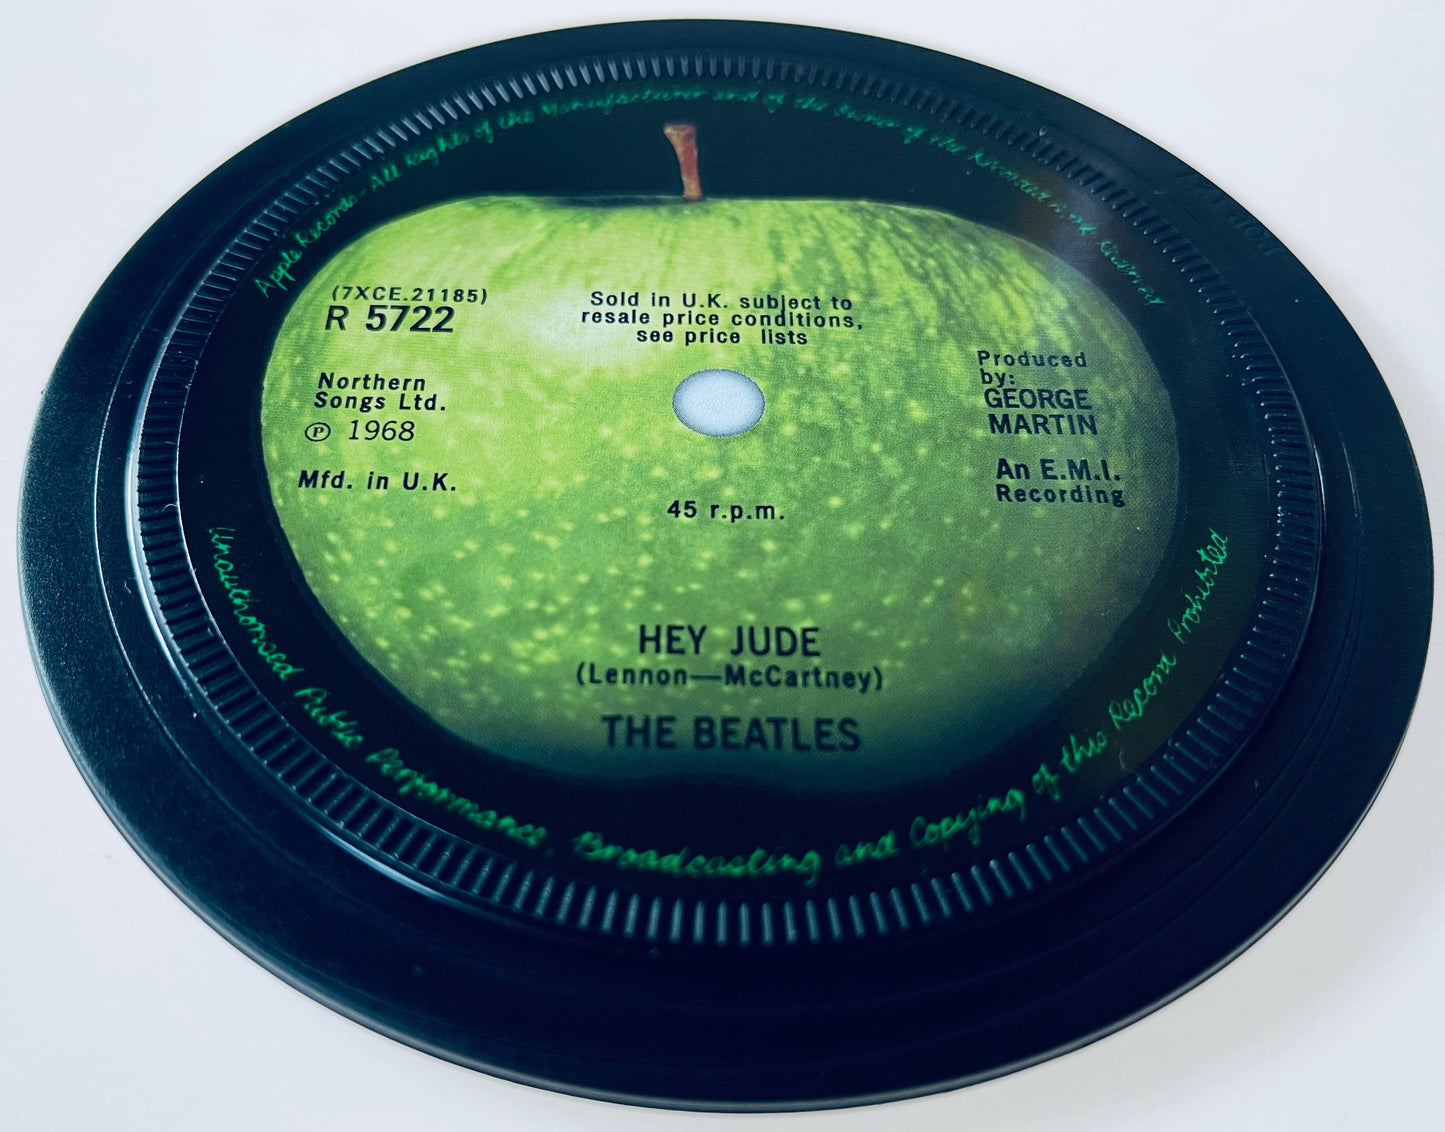 Apple Records. All Rights of the Manufacturer and of the Owner of the Recorded Work Reserved
(7XCE.21185)
R 5722
Sold in U.K. subject to
resale price conditions,
see price lists
Northern
Songs Ltd.
℗ 1968
Mfd. in U.K.
Produced
by:
GEORGE
MARTIN
An E.M.I.
Recording
45 r.p.m.
HEY JUDE
(Lennon—McCartney)
THE BEATLES
Unauthorised Public Performance, Broadcasting and Copying of this Record Prohibited